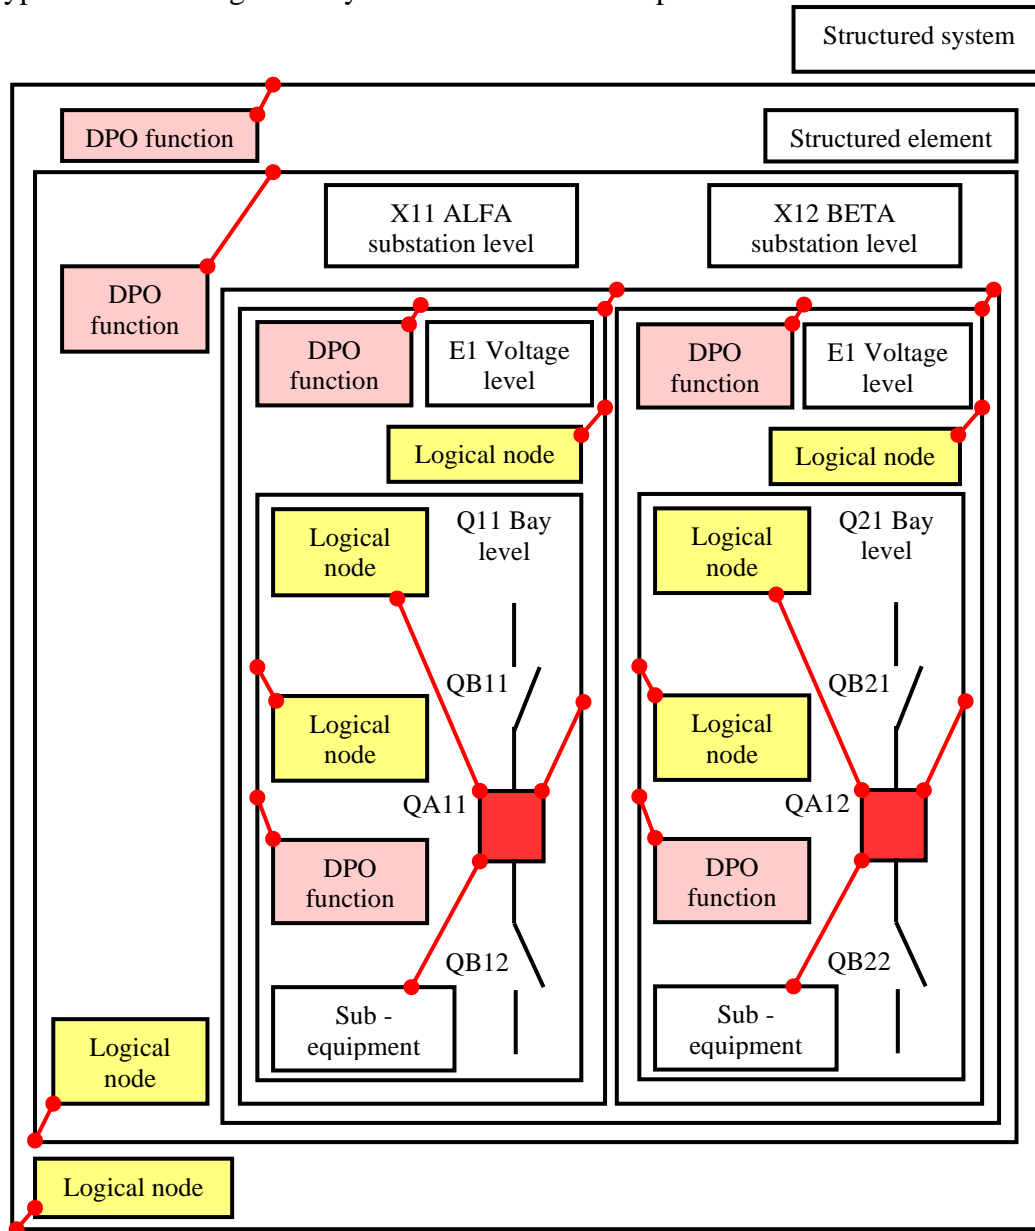 Structured system
DPO function
Structured element
X11 ALFA
substation level
X12 BETA
substation level
DPO
function
DPO
function
E1 Voltage
level
DPO
function
E1 Voltage
level
Logical node
Logical node
Logical
node
Q11 Bay
level
Logical
node
Q21 Bay
level
QB11
QB21
Logical
node
Logical
node
QA11
QA12
DPO
function
DPO
function
QB12
QB22
Sub -
equipment
Sub -
equipment
Logical
node
Logical node